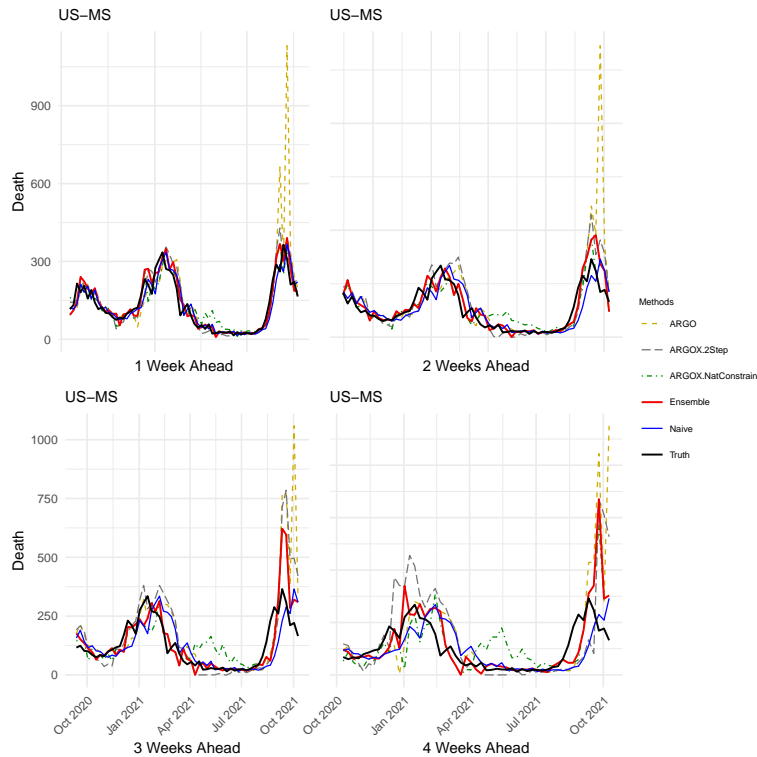 US−MS
US−MS
Death
900
600
300
0
1 Week Ahead
2 Weeks Ahead
US−MS
US−MS
Death
1000
750
500
250
0
Oct 2020
Jan 2021
Apr 2021
Jul 2021
Oct 2021
Oct 2020
Jan 2021
Apr 2021
Jul 2021
Oct 2021
3 Weeks Ahead
4 Weeks Ahead
Methods
ARGO
ARGOX.2Step
ARGOX.NatConstrain
Ensemble
Naive
Truth